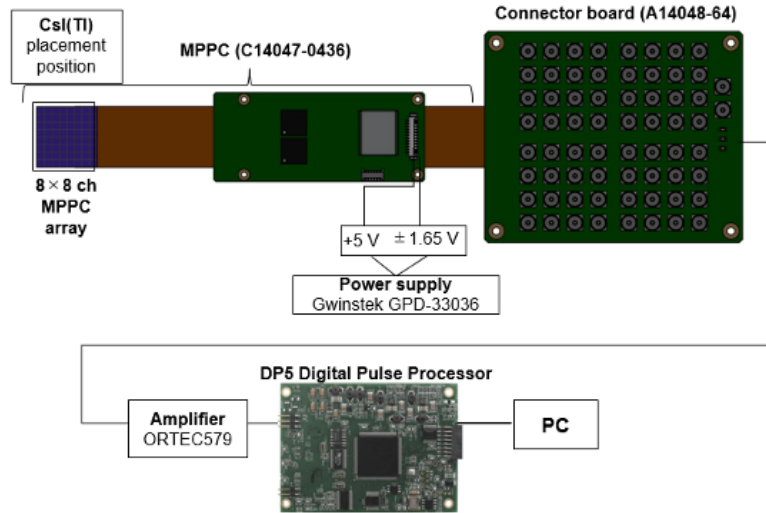 Connector board (A14048-64)
CsI(Tl)
placement
position
MPPC (C14047-0436)
8 × 8 ch
MPPC
array
+5 V
± 1.65 V
Power supply
Gwinstek GPD-33036
DP5 Digital Pulse Processor
Amplifier
ORTEC579
PC